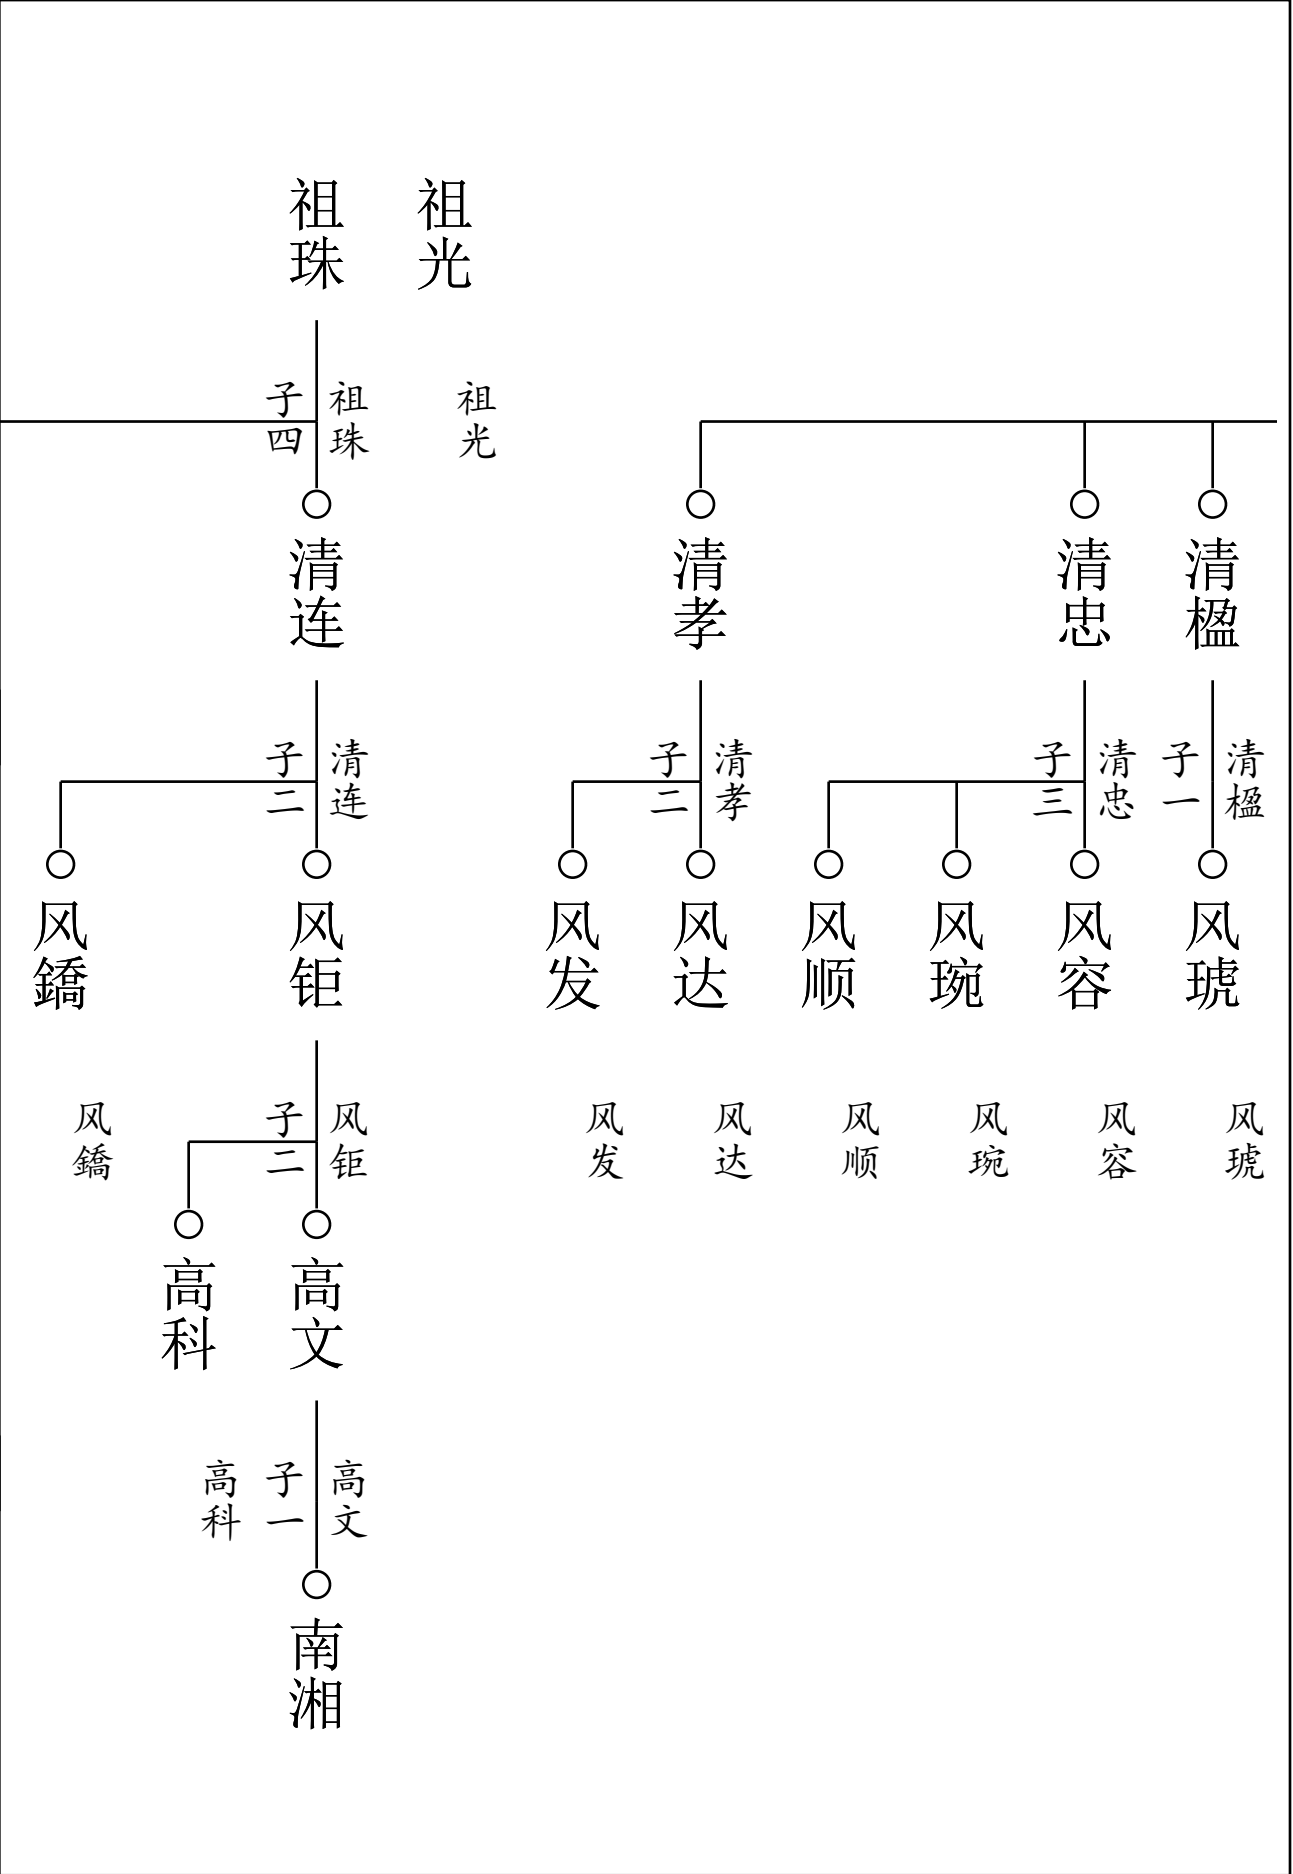 祖光
祖珠
祖光
祖珠
子四
清楹
清忠
清孝
清连
清楹
子一
清忠
子三
清孝
子二
清连
子二
风琥
风容
风琬
风顺
风达
风发
风钜
风鐈
风琥
风容
风琬
风顺
风达
风发
风钜
子二
风鐈
高文
高科
高文
子一
高科
南湘